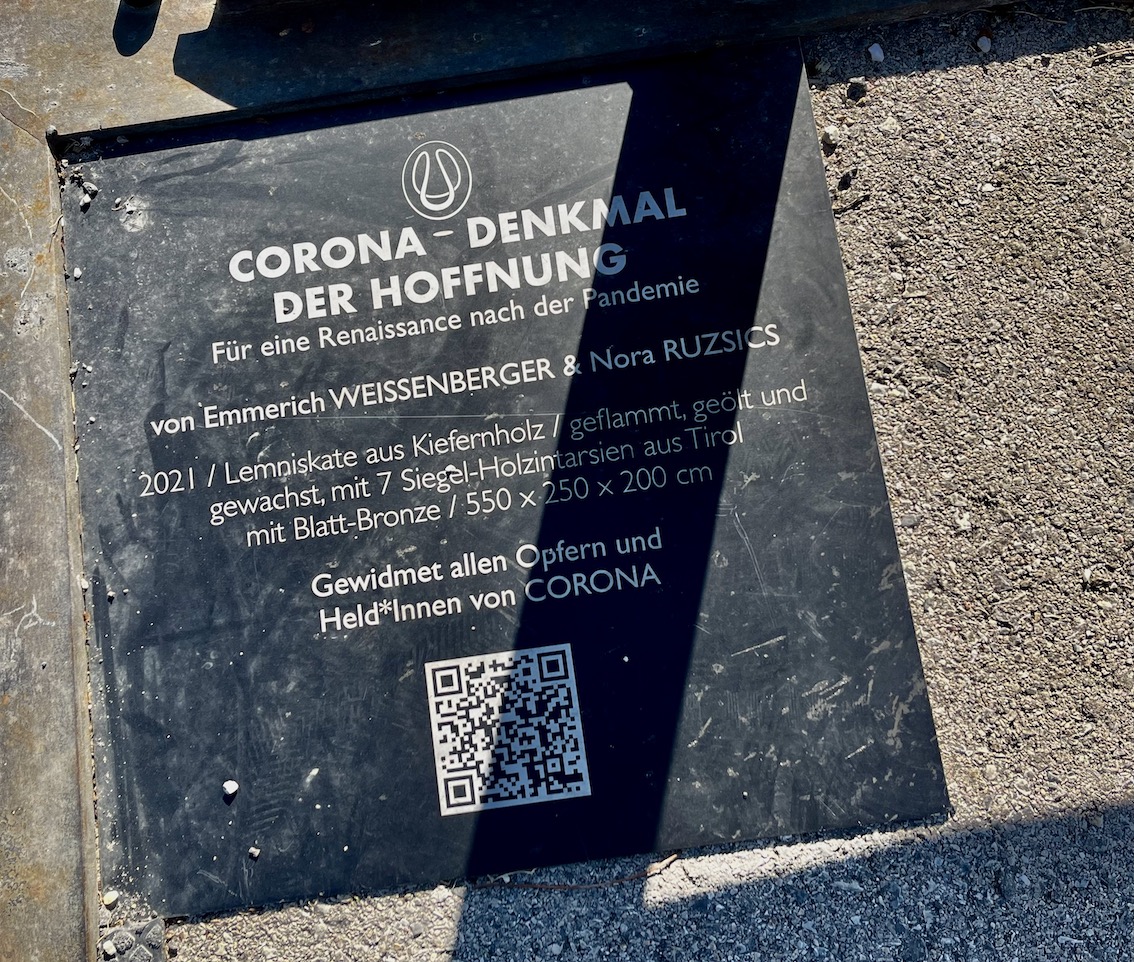 CORONA - DENKMAL
DER HOFFNUNG
Für eine Renaissance nach der Pandemie
von Emmerich WEISSENBERGER & Nora RUZSICS
2021 / Lemniskate aus Kiefernholz / geflammt, geölt und
gewachst, mit 7 Siegel-Holzintarsien aus Tirol
mit Blatt-Bronze / 550 x 250 x 200 cm
Gewidmet allen Opfern und
Held*Innen von CORONA